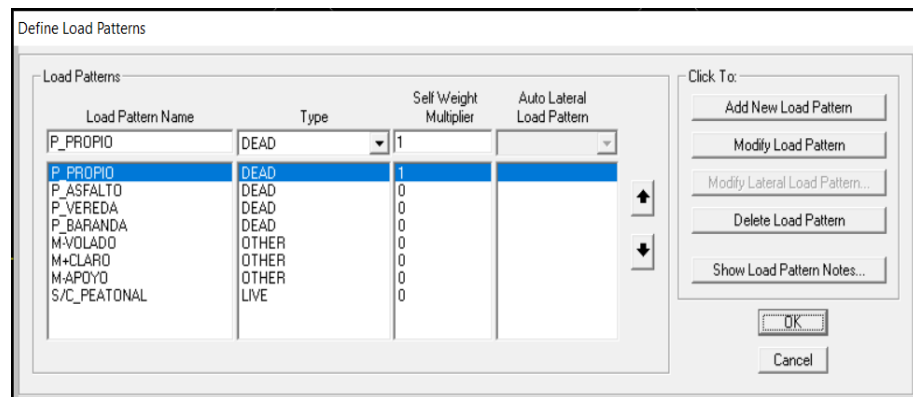 Define Load Patterns
Load Patterns
Load Pattern Name Type Self Weight Multiplier Auto Lateral Load Pattern
P_PROPIO DEAD 1
P_PROPIO DEAD 1
P_ASFALTO DEAD 0
P_VEREDA DEAD 0
P_BARANDA DEAD 0
M-VOLADO OTHER 0
M+CLARO OTHER 0
M-APOYO OTHER 0
S/C_PEATONAL LIVE 0
Click To:
Add New Load Pattern
Modify Load Pattern
Modify Lateral Load Pattern...
Delete Load Pattern
Show Load Pattern Notes...
OK
Cancel